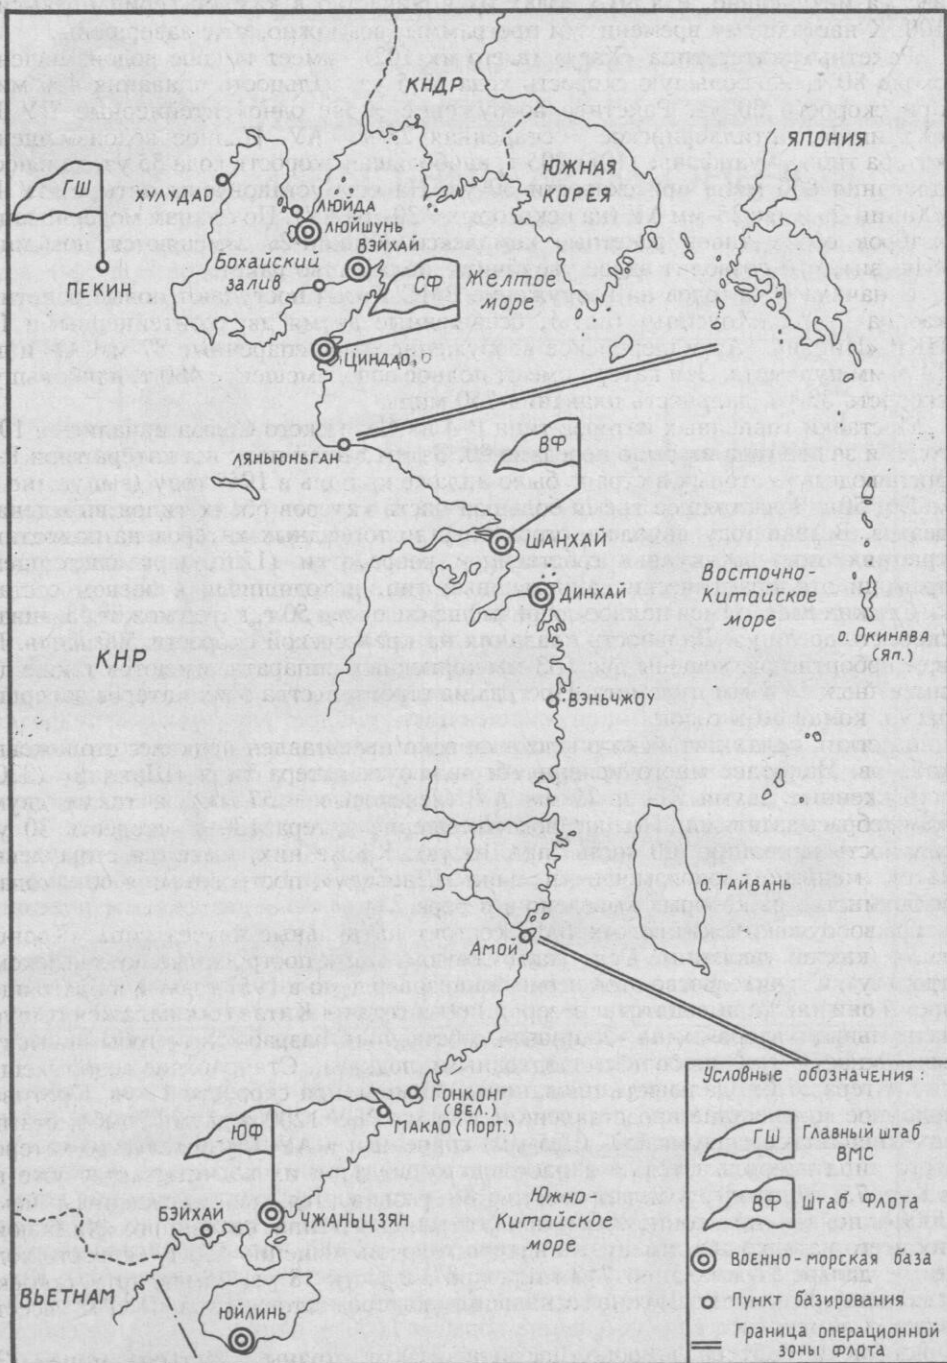 КНДР
ЯПОНИЯ
ГШ
ХУЛУДАО
ЮЖНАЯ
КОРЕЯ
ЛЮЙДА
ЛЮЙШУНЬ
ВЭЙХАЙ
ПЕКИН
Бохайский
залив
СФ
Желтое
море
ЦИНДАО
ВФ
ЛЯНЬЮНЬГАН
ШАНХАЙ
ДИНХАЙ
Восточно-
Китайское
море
КНР
о. Окинава
(Яп.)
ВЭНЬЧЖОУ
о. ТАЙВАНЬ
АМОЙ
ГОНКОНГ
(ВЕЛ.)
МАКАО (Порт.)
ЮФ
Южно-
Китайское
море
БЭЙХАЙ
ЧЖАНЬЦЗЯН
ВЬЕТНАМ
ЮЙЛИНЬ
Условные обозначения:
ГШ Главный штаб
ВМС
ВФ Штаб флота
Военно-морская база
Пункт базирования
Граница операционной
зоны флота